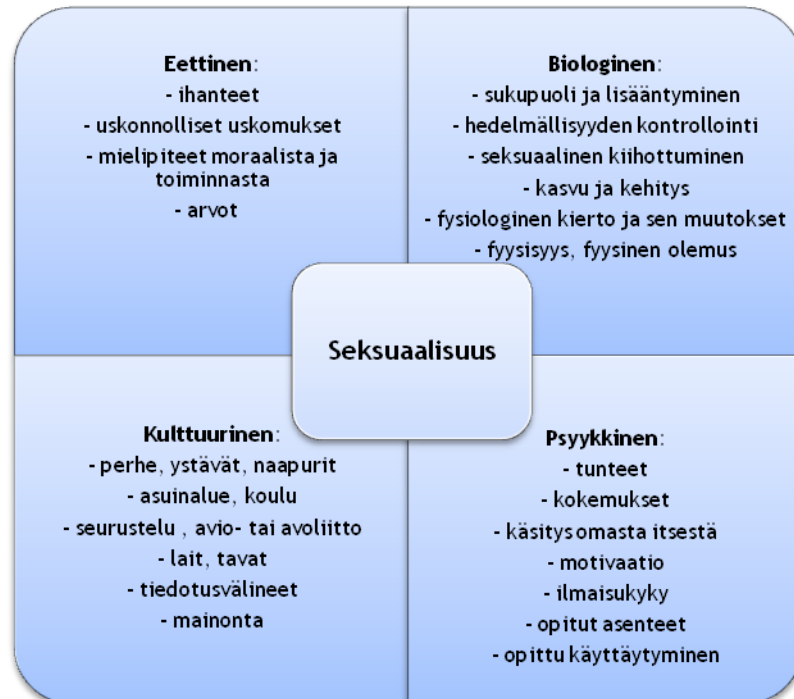 Eettinen:
- ihanteet
- uskonnolliset uskomukset
- mielipiteet moraalista ja
toiminnasta
- arvot
Biologinen:
- sukupuoli ja lisääntyminen
- hedelmällisyyden kontrollointi
- seksuaalinen kiihottuminen
- kasvu ja kehitys
- fysiologinen kierto ja sen muutokset
- fyysisyys, fyysinen olemus
Seksuaalisuus
Kulttuurinen:
- perhe, ystävät, naapurit
- asuinalue, koulu
- seurustelu , avio- tai avoliitto
- lait, tavat
- tiedotusvälineet
- mainonta
Psyykkinen:
- tunteet
- kokemukset
- käsitys omasta itsestä
- motivaatio
- ilmaisukyky
- opitut asenteet
- opittu käyttäytyminen